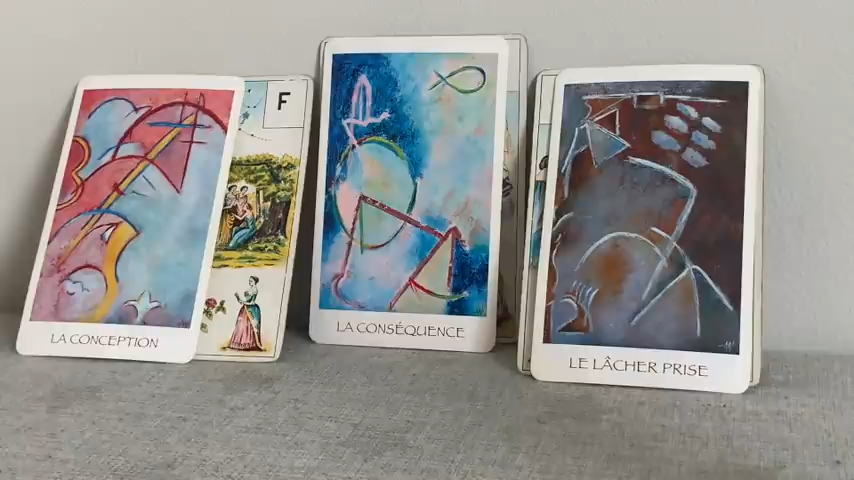 F
LA CONCEPTION
LA CONSÉQUENCE
LE LÂCHER PRISE